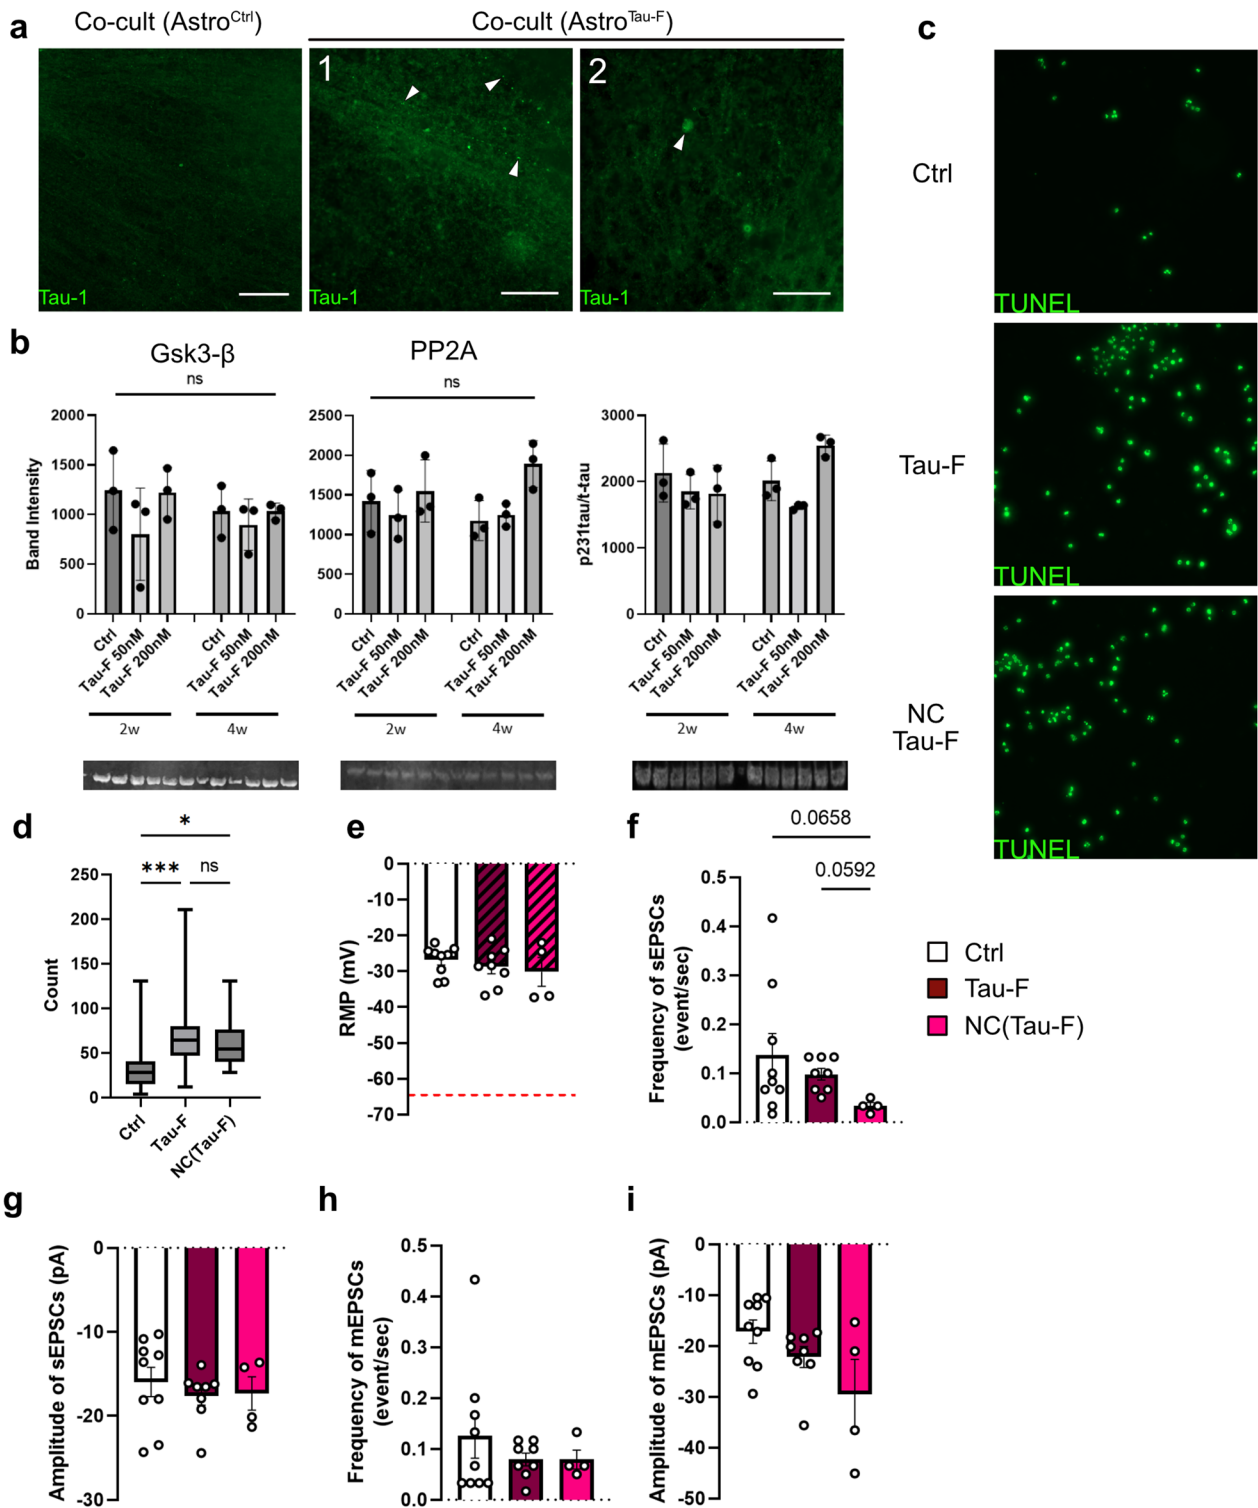 a
Co-cult (AstroCtrl)
Co-cult (AstroTau-F)
c
1
2
Tau-1
Tau-1
Tau-1
Ctrl
TUNEL
Tau-F
TUNEL
NC
Tau-F
TUNEL
b
Gsk3-β
ns
Band Intensity
2000
1500
1000
500
0
Ctrl
Tau-F 50nM
Tau-F 200nM
Ctrl
Tau-F 50nM
Tau-F 200nM
2w
4w
PP2A
ns
2500
2000
1500
1000
500
0
Ctrl
Tau-F 50nM
Tau-F 200nM
Ctrl
Tau-F 50nM
Tau-F 200nM
2w
4w
p231tau/t-tau
3000
2000
1000
0
Ctrl
Tau-F 50nM
Tau-F 200nM
Ctrl
Tau-F 50nM
Tau-F 200nM
2w
4w
d
*
***
ns
Count
250
200
150
100
50
0
Ctrl
Tau-F
NC(Tau-F)
e
RMP (mV)
0
-10
-20
-30
-40
-50
-60
-70
f
0.0658
0.0592
Frequency of sEPSCs
(event/sec)
0.5
0.4
0.3
0.2
0.1
0.0
Ctrl
Tau-F
NC(Tau-F)
g
Amplitude of sEPSCs (pA)
0
-10
-20
-30
h
Frequency of mEPSCs
(event/sec)
0.5
0.4
0.3
0.2
0.1
0.0
i
Amplitude of mEPSCs (pA)
0
-10
-20
-30
-40
-50